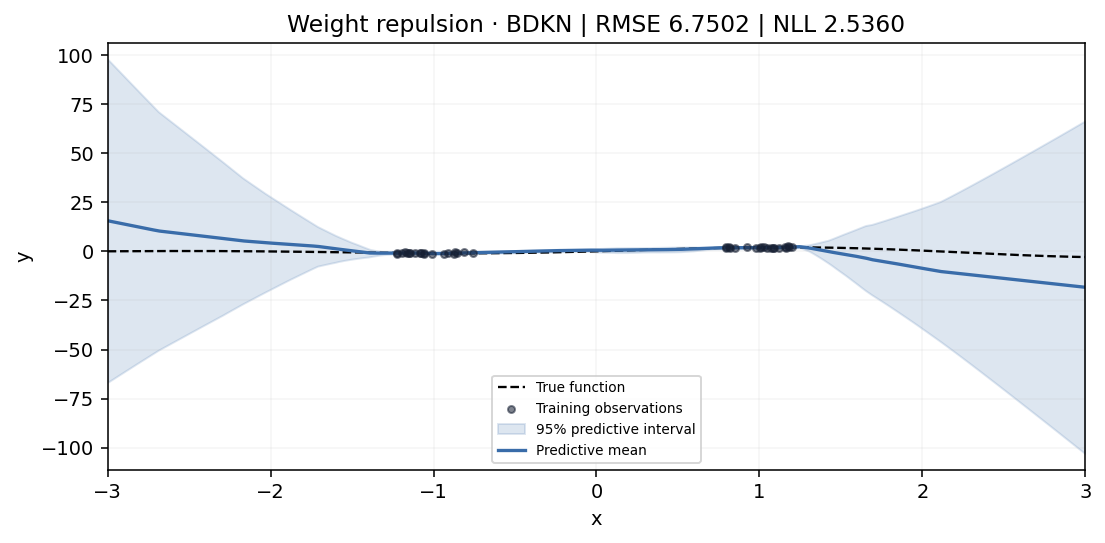 Weight repulsion · BDKN | RMSE 6.7502 | NLL 2.5360
100
75
50
25
0
−25
−50
−75
−100
y
True function
Training observations
95% predictive interval
Predictive mean
−3
−2
−1
0
1
2
3
x